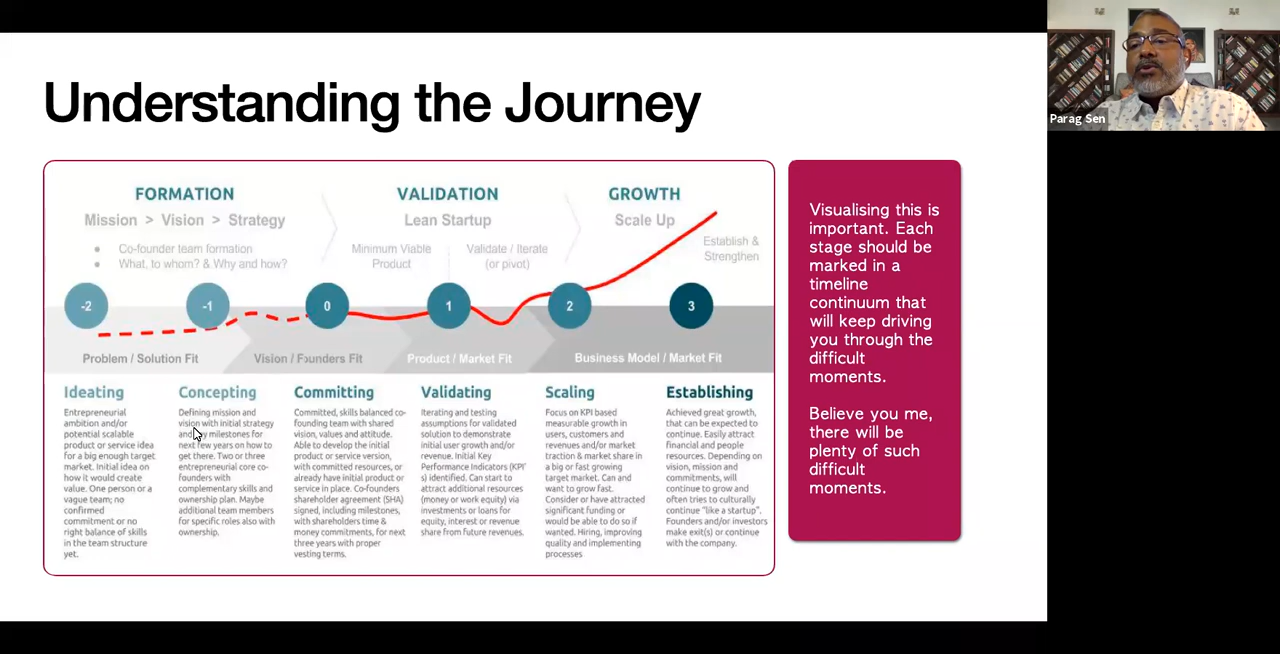 Understanding the Journey
FORMATION
Mission > Vision > Strategy
● Co-founder team formation
● What, to whom? & Why and how?
VALIDATION
Lean Startup
Minimum Viable
Product
Validate / Iterate
(or pivot)
GROWTH
Scale Up
Establish &
Strengthen
-2
-1
0
1
2
3
Problem / Solution Fit
Vision / Founders Fit
Product / Market Fit
Business Model / Market Fit
Ideating
Entrepreneurial
ambition and/or
potential scalable
product or service idea
for a big enough target
market. Initial idea on
how it would create
value. One person or a
vague team; no
confirmed
commitment or no
right balance of skills
in the team structure
yet.
Concepting
Defining mission and
vision with initial strategy
and milestones for
next few years on how to
get there. Two or three
entrepreneurial core co-
founders with
complementary skills and
ownership plan. Maybe
additional team members
for specific roles also with
ownership.
Committing
Committed, skills balanced co-
founding team with shared
vision, values and attitude.
Able to develop the initial
product or service version,
with committed resources, or
already have initial product or
service in place. Co-founders
shareholder agreement (SHA)
signed, including milestones,
with shareholders time &
money commitments, for next
three years with proper
vesting terms.
Validating
Iterating and testing
assumptions for validated
solution to demonstrate
initial user growth and/or
revenue. Initial Key
Performance Indicators (KPI'
s) identified. Can start to
attract additional resources
(money or work equity) via
investments or loans for
equity, interest or revenue
share from future revenues.
Scaling
Focus on KPI based
measurable growth in
users, customers and
revenues and/or market
traction & market share in
a big or fast growing
target market. Can and
want to grow fast.
Consider or have attracted
significant funding or
would be able to do so if
wanted. Hiring, improving
quality and implementing
processes
Establishing
Achieved great growth,
that can be expected to
continue. Easily attract
financial and people
resources. Depending on
vision, mission and
commitments, will
continue to grow and
often tries to culturally
continue "like a startup".
Founders and/or investors
make exit(s) or continue
with the company.
Visualising this is
important. Each
stage should be
marked in a
timeline
continuum that
will keep driving
you through the
difficult
moments.
Believe you me,
there will be
plenty of such
difficult
moments.
Parag Sen